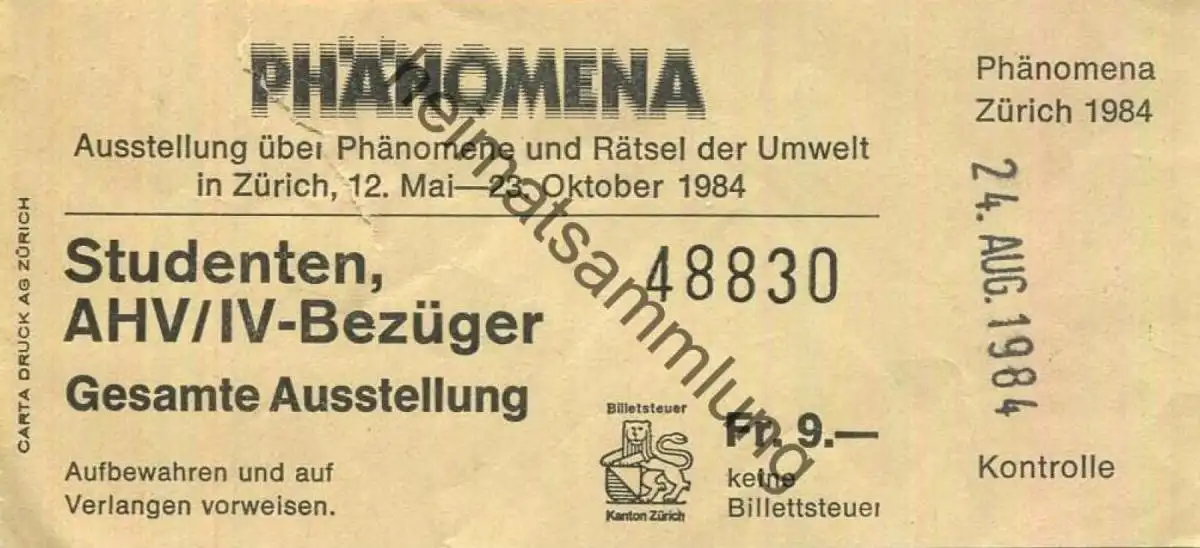 PHÄNOMENA
Ausstellung über Phänomene und Rätsel der Umwelt
in Zürich, 12. Mai—23. Oktober 1984
Studenten,
AHV/IV-Bezüger
48830
Gesamte Ausstellung
Aufbewahren und auf
Verlangen vorweisen.
Billetsteuer
Kanton Zürich
Fr. 9.—
keine
Billettsteuer
Phänomena
Zürich 1984
24. AUG. 1984
Kontrolle
CARTA DRUCK AG ZÜRICH
heimatsammlung